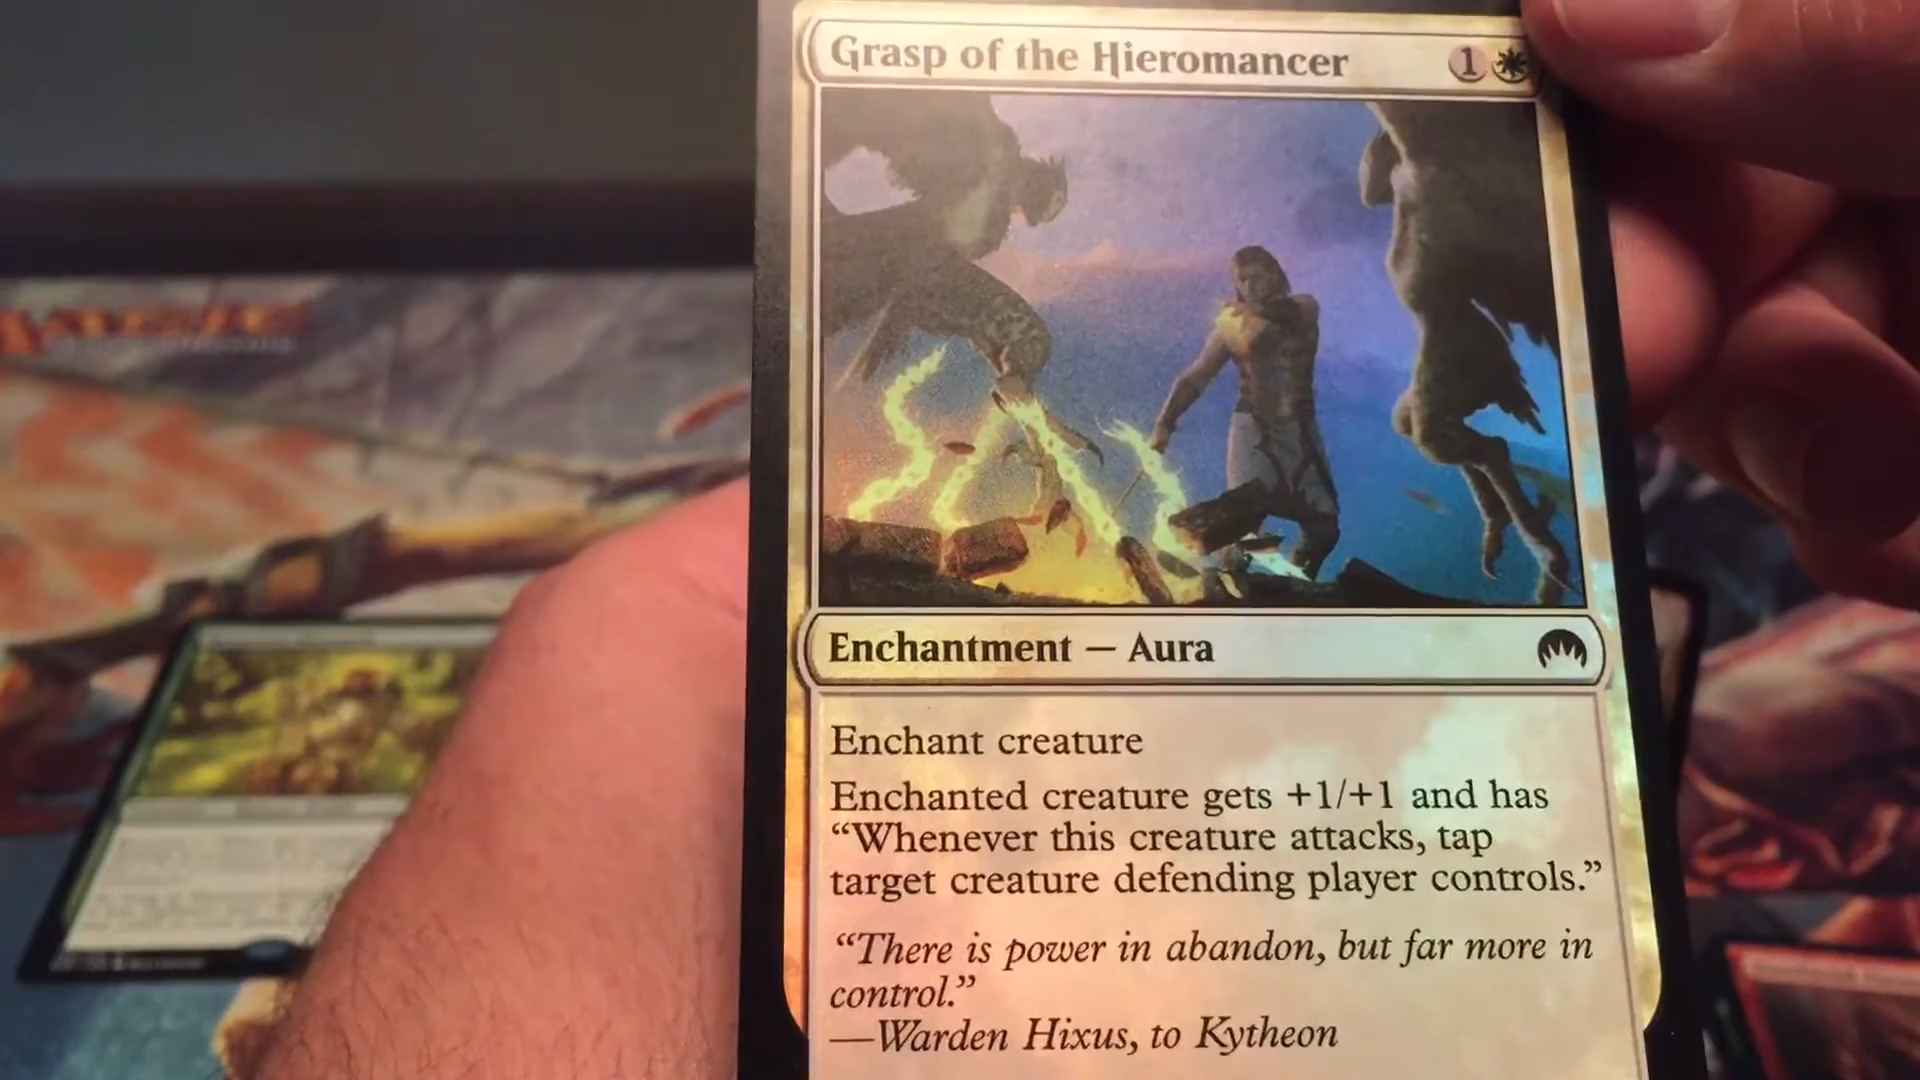 Grasp of the Hieromancer 1
Enchantment — Aura
Enchant creature
Enchanted creature gets +1/+1 and has
“Whenever this creature attacks, tap
target creature defending player controls.”
“There is power in abandon, but far more in
control.”
—Warden Hixus, to Kytheon